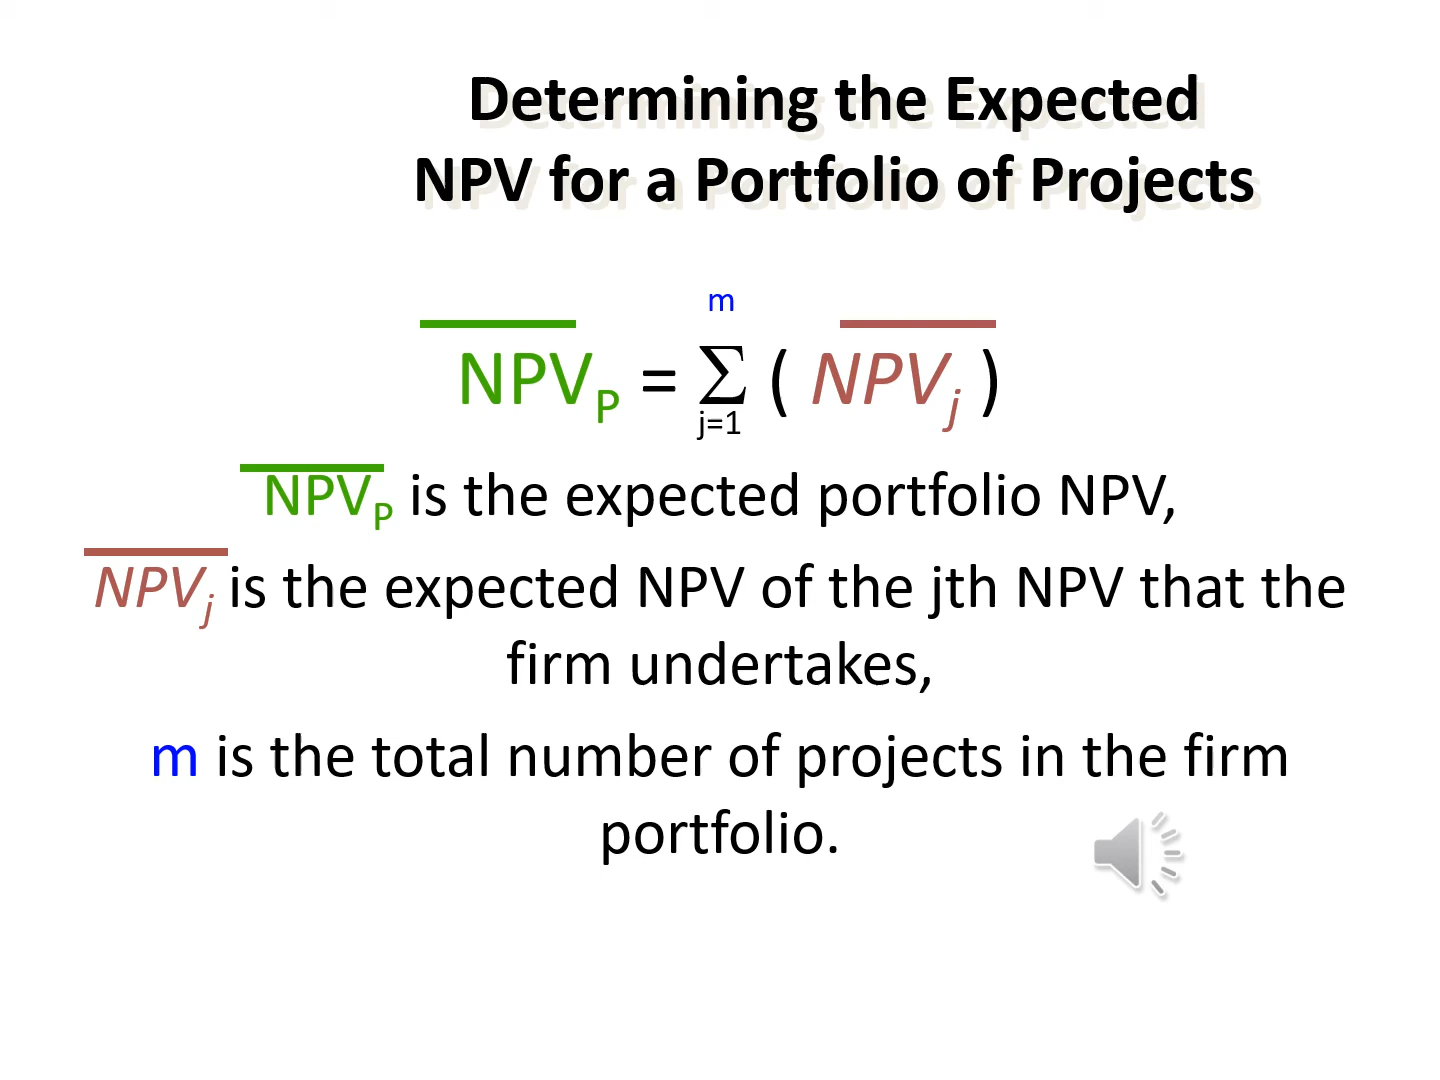 Determining the Expected
NPV for a Portfolio of Projects
m
NPVP = Σ ( NPVj )
j=1
NPVP is the expected portfolio NPV,
NPVj is the expected NPV of the jth NPV that the
firm undertakes,
m is the total number of projects in the firm
portfolio.